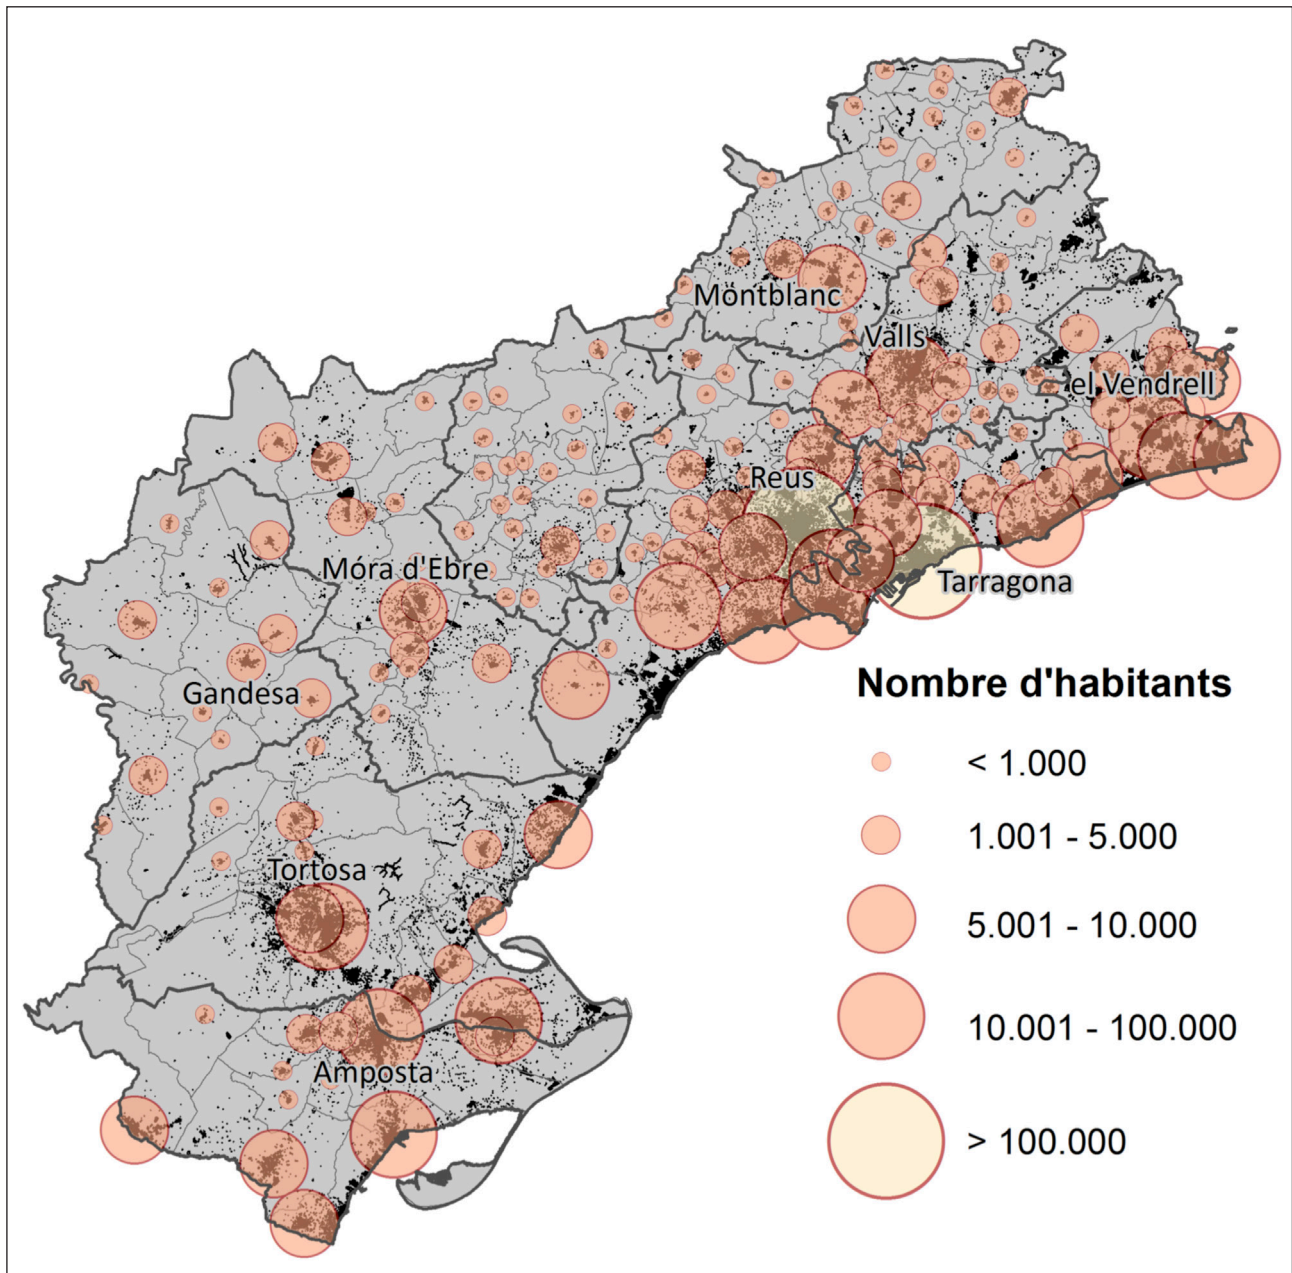 Montblanc
Valls
el Vendrell
Reus
Móra d'Ebre
Tarragona
Gandesa
Tortosa
Amposta
Nombre d'habitants
< 1.000
1.001 - 5.000
5.001 - 10.000
10.001 - 100.000
> 100.000